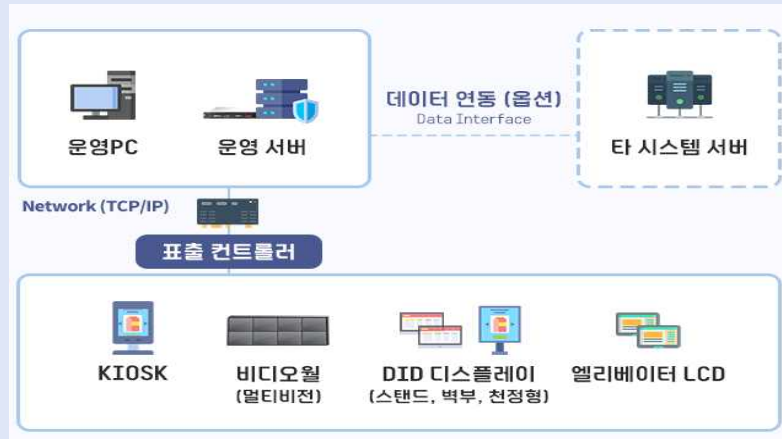 데이터 연동 (옵션)
Data Interface
운영PC
운영 서버
타 시스템 서버
Network (TCP/IP)
표출 컨트롤러
KIOSK
비디오월
(멀티비전)
DID 디스플레이
(스탠드, 벽부, 천정형)
엘리베이터 LCD